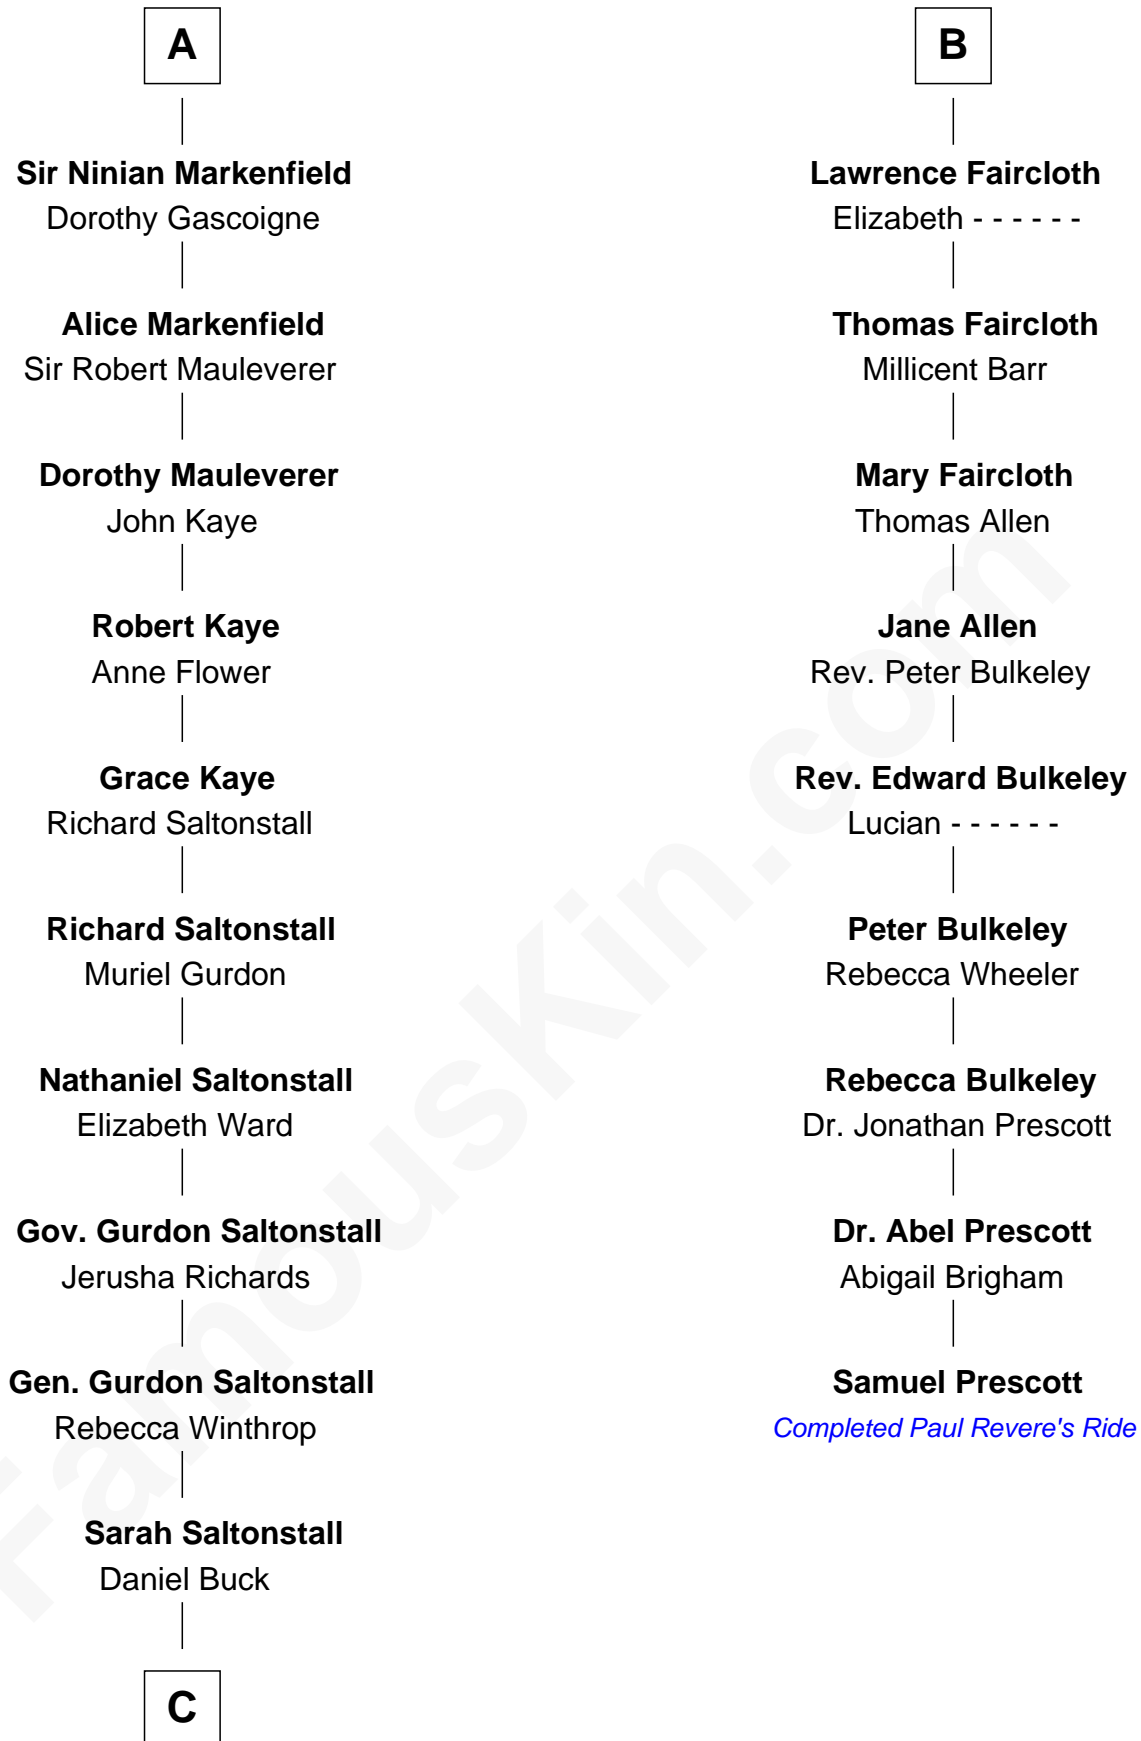 A
Sir Ninian Markenfield
Dorothy Gascoigne
Alice Markenfield
Sir Robert Mauleverer
Dorothy Mauleverer
John Kaye
Robert Kaye
Anne Flower
Grace Kaye
Richard Saltonstall
Richard Saltonstall
Muriel Gurdon
Nathaniel Saltonstall
Elizabeth Ward
Gov. Gurdon Saltonstall
Jerusha Richards
Gen. Gurdon Saltonstall
Rebecca Winthrop
Sarah Saltonstall
Daniel Buck
C
B
Lawrence Faircloth
Elizabeth - - - - - -
Thomas Faircloth
Millicent Barr
Mary Faircloth
Thomas Allen
Jane Allen
Rev. Peter Bulkeley
Rev. Edward Bulkeley
Lucian - - - - - -
Peter Bulkeley
Rebecca Wheeler
Rebecca Bulkeley
Dr. Jonathan Prescott
Dr. Abel Prescott
Abigail Brigham
Samuel Prescott
Completed Paul Revere's Ride
FamousKin.com